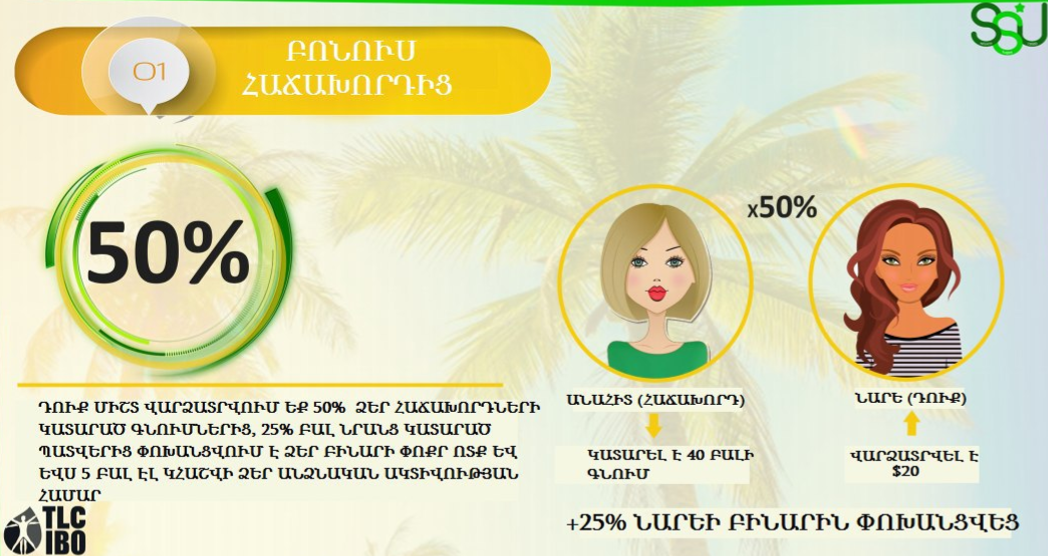 SSU
01
ԲՈՆՈՒՍ
ՀԱՃԱԽՈՐԴԻՑ
50%
x50%
ԴՈՒՔ ՄԻՇՏ ՎԱՐՁԱՏՐՎՈՒՄ ԵՔ 50% ՁԵՐ ՀԱՃԱԽՈՐԴՆԵՐԻ
ԿԱՏԱՐԱԾ ԳՆՈՒՄՆԵՐԻՑ, 25% ԲԱԼ ՆՐԱՆՑ ԿԱՏԱՐԱԾ
ՊԱՏՎԵՐԻՑ ՓՈԽԱՆՑՎՈՒՄ Է ՁԵՐ ԲԻՆԱՐԻ ՓՈՔՐ ՈՏՔ ԵՎ
ԵՎՍ 5 ԲԱԼ ԷԼ ԿՀԱՇՎԻ ՁԵՐ ԱՆՁՆԱԿԱՆ ԱԿՏԻՎՈՒԹՅԱՆ
ՀԱՄԱՐ
ԱՆԱՀԻՏ (ՀԱՃԱԽՈՐԴ)
ԿԱՏԱՐԵԼ Է 40 ԲԱԼԻ
ԳՆՈՒՄ
ՆԱՐԵ (ԴՈՒՔ)
ՎԱՐՁԱՏՐՎԵԼ Է
$20
+25% ՆԱՐԵԻ ԲԻՆԱՐԻՆ ՓՈԽԱՆՑՎԵՑ
TLC
IBO